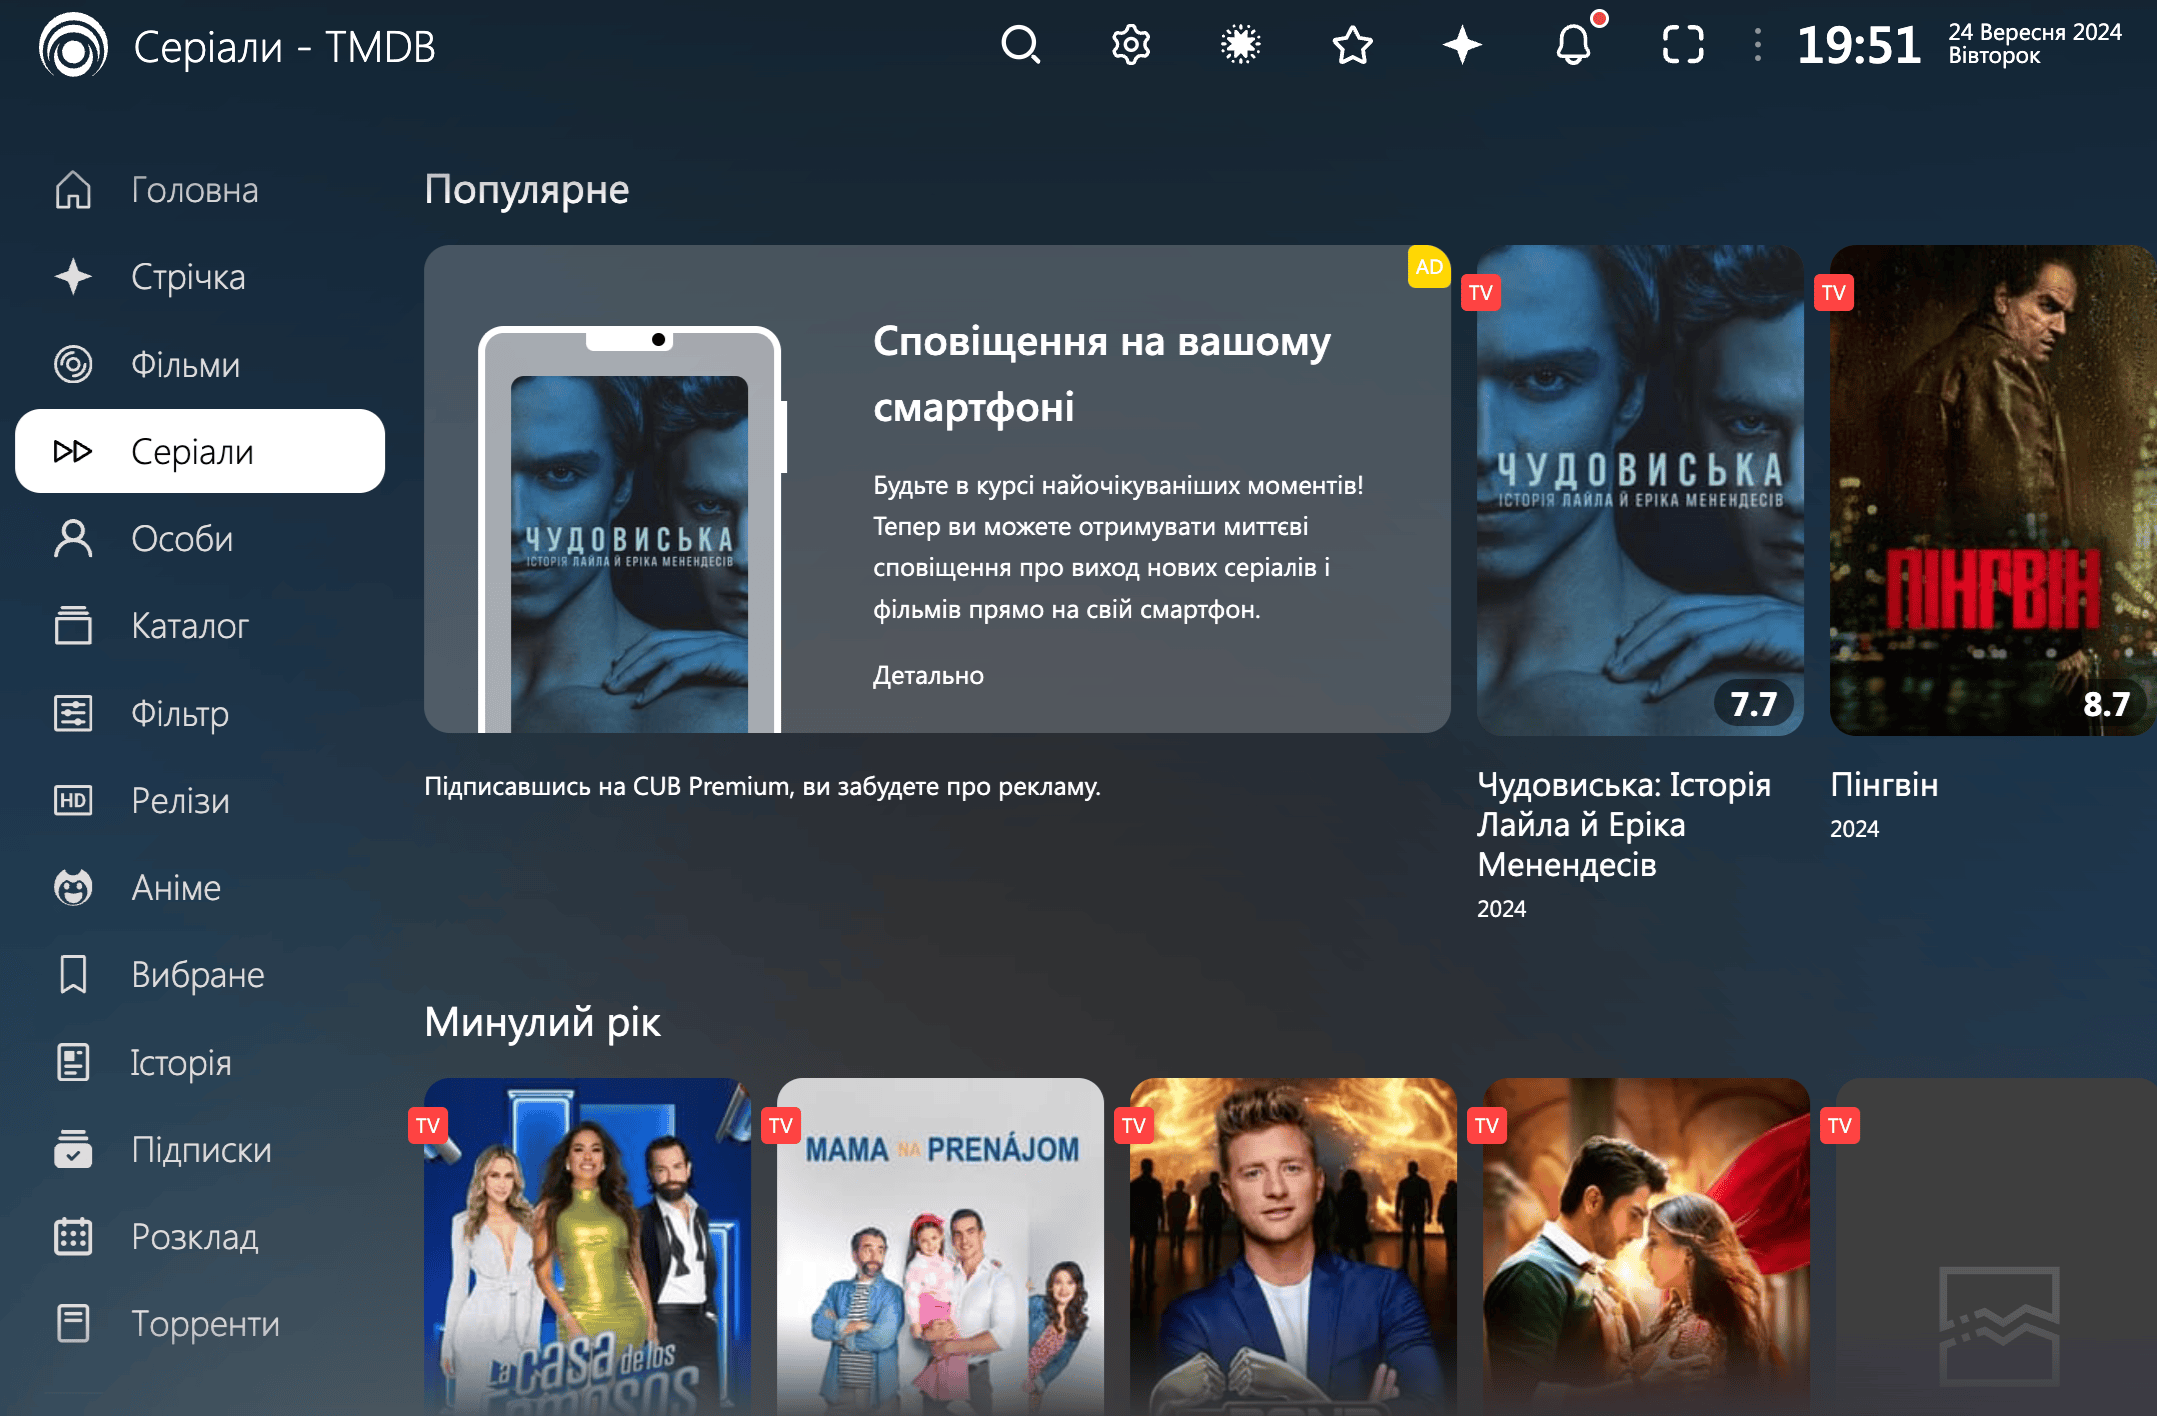 Серіали - TMDB
19:51
24 Вересня 2024
Вівторок
Головна
Стрічка
Фільми
Серіали
Особи
Каталог
Фільтр
HD
Релізи
Аніме
Вибране
Історія
Підписки
Розклад
Торренти
Популярне
AD
ЧУДОВИСЬКА
ІСТОРІЯ ЛАЙЛА Й ЕРІКА МЕНЕНДЕСІВ
Сповіщення на вашому
смартфоні
Будьте в курсі найочікуваніших моментів!
Тепер ви можете отримувати миттєві
сповіщення про виход нових серіалів і
фільмів прямо на свій смартфон.
Детально
Підписавшись на CUB Premium, ви забудете про рекламу.
TV
ЧУДОВИСЬКА
ІСТОРІЯ ЛАЙЛА Й ЕРІКА МЕНЕНДЕСІВ
7.7
Чудовиська: Історія
Лайла й Еріка
Менендесів
2024
TV
ПІНГВІН
8.7
Пінгвін
2024
Минулий рік
TV
LA CASA de los
FAMOSOS
TV
MAMA NA PRENÁJOM
TV
TV
TV